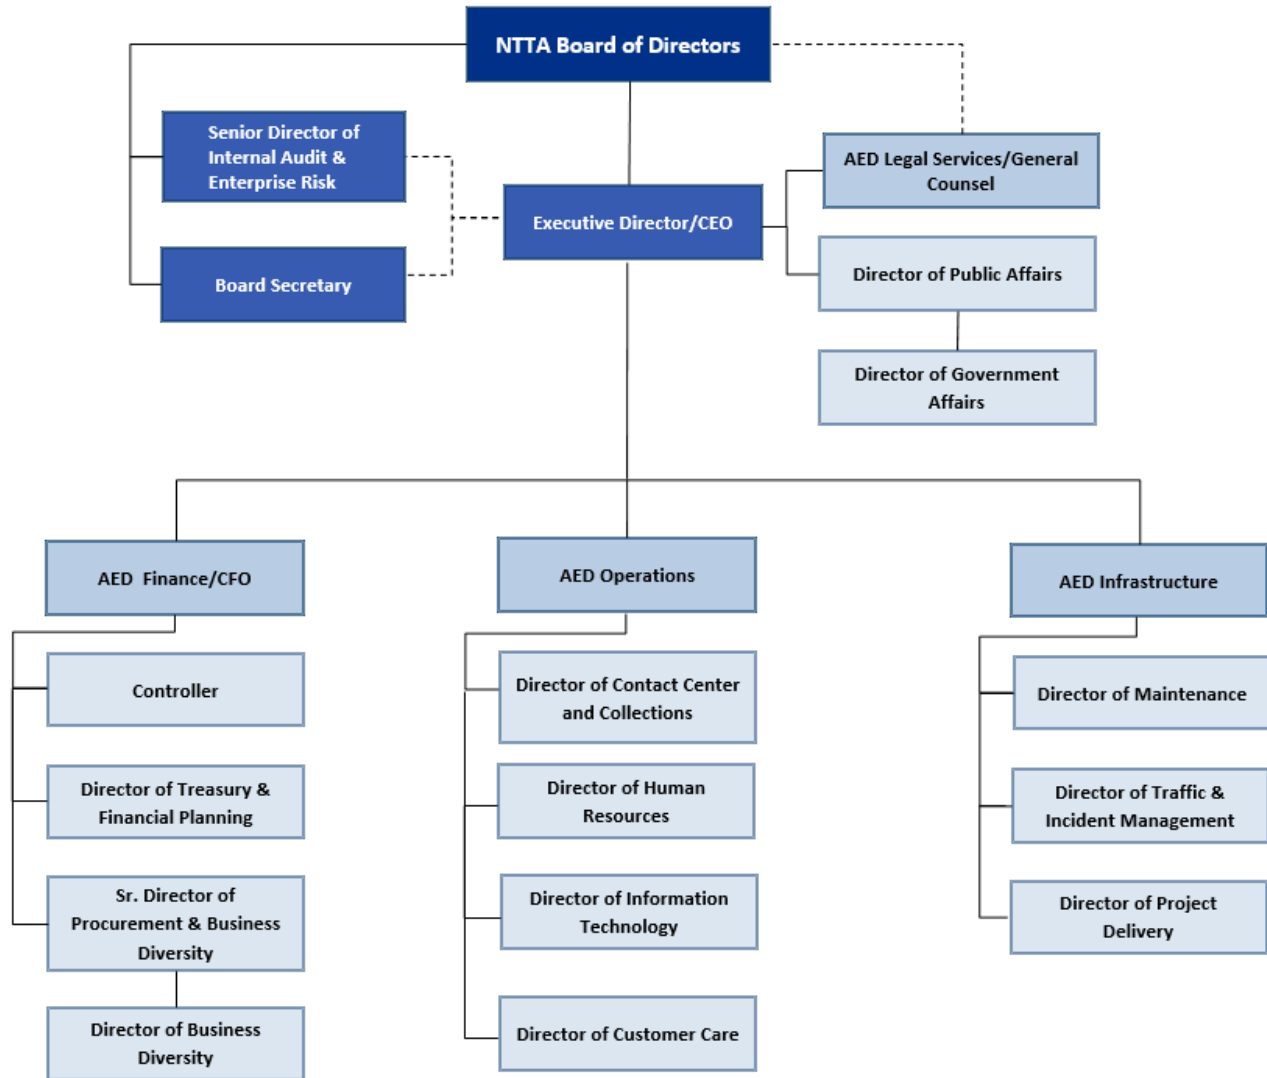 NTTA Board of Directors
Senior Director of
Internal Audit &
Enterprise Risk
AED Legal Services/General
Counsel
Executive Director/CEO
Board Secretary
Director of Public Affairs
Director of Government
Affairs
AED Finance/CFO
Controller
Director of Treasury &
Financial Planning
Sr. Director of
Procurement & Business
Diversity
Director of Business
Diversity
AED Operations
Director of Contact Center
and Collections
Director of Human
Resources
Director of Information
Technology
Director of Customer Care
AED Infrastructure
Director of Maintenance
Director of Traffic &
Incident Management
Director of Project
Delivery